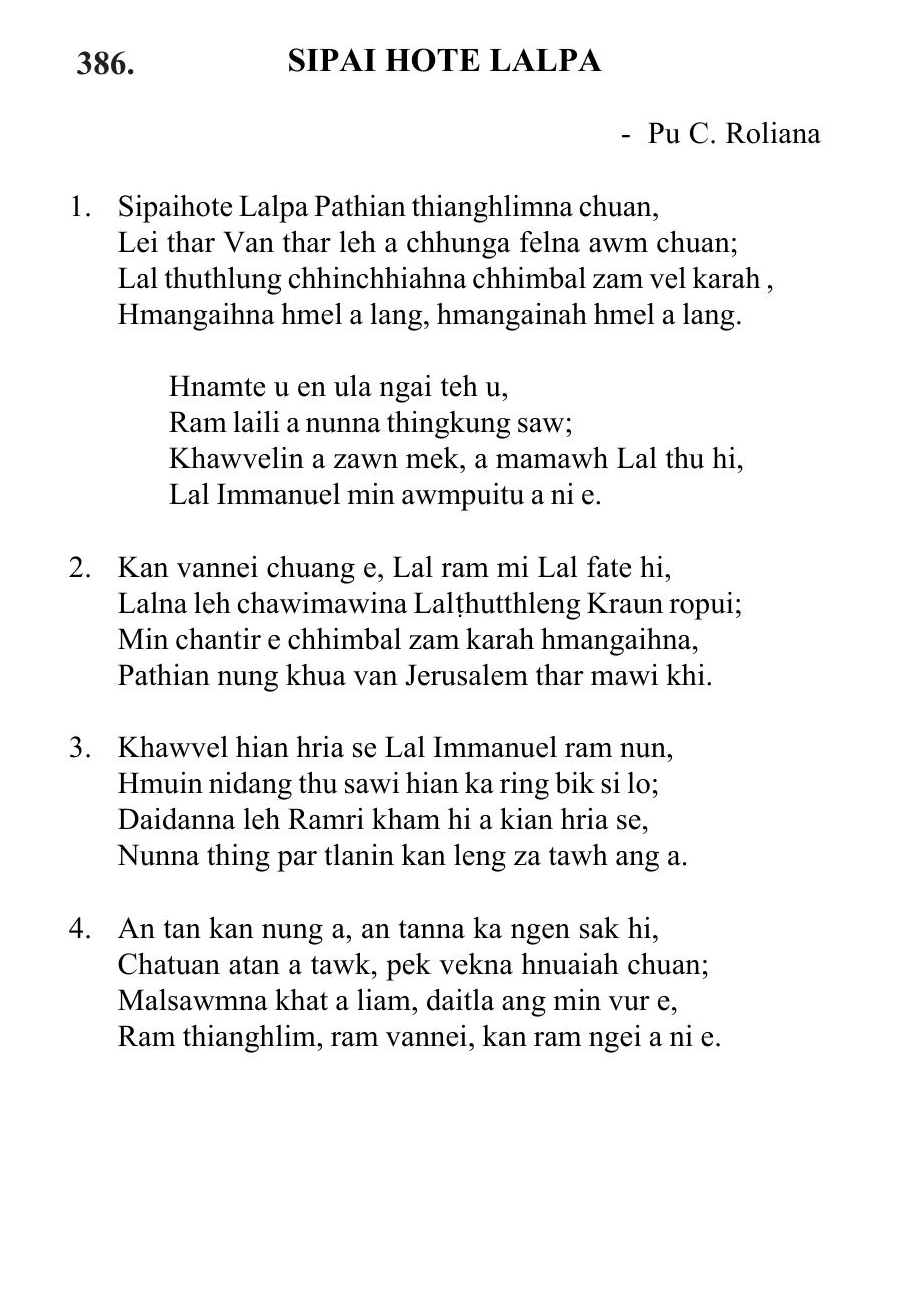 386. SIPAI HOTE LALPA
- Pu C. Roliana
1. Sipaihote Lalpa Pathian thianghlimna chuan,
Lei thar Van thar leh a chhunga felna awm chuan;
Lal thuthlung chhinchhiahna chhimbal zam vel karah ,
Hmangaihna hmel a lang, hmangainah hmel a lang.
Hnamte u en ula ngai teh u,
Ram laili a nunna thingkung saw;
Khawvelin a zawn mek, a mamawh Lal thu hi,
Lal Immanuel min awmpuitu a ni e.
2. Kan vannei chuang e, Lal ram mi Lal fate hi,
Lalna leh chawimawina Lalṭhutthleng Kraun ropui;
Min chantir e chhimbal zam karah hmangaihna,
Pathian nung khua van Jerusalem thar mawi khi.
3. Khawvel hian hria se Lal Immanuel ram nun,
Hmuin nidang thu sawi hian ka ring bik si lo;
Daidanna leh Ramri kham hi a kian hria se,
Nunna thing par tlanin kan leng za tawh ang a.
4. An tan kan nung a, an tanna ka ngen sak hi,
Chatuan atan a tawk, pek vekna hnuaiah chuan;
Malsawmna khat a liam, daitla ang min vur e,
Ram thianghlim, ram vannei, kan ram ngei a ni e.